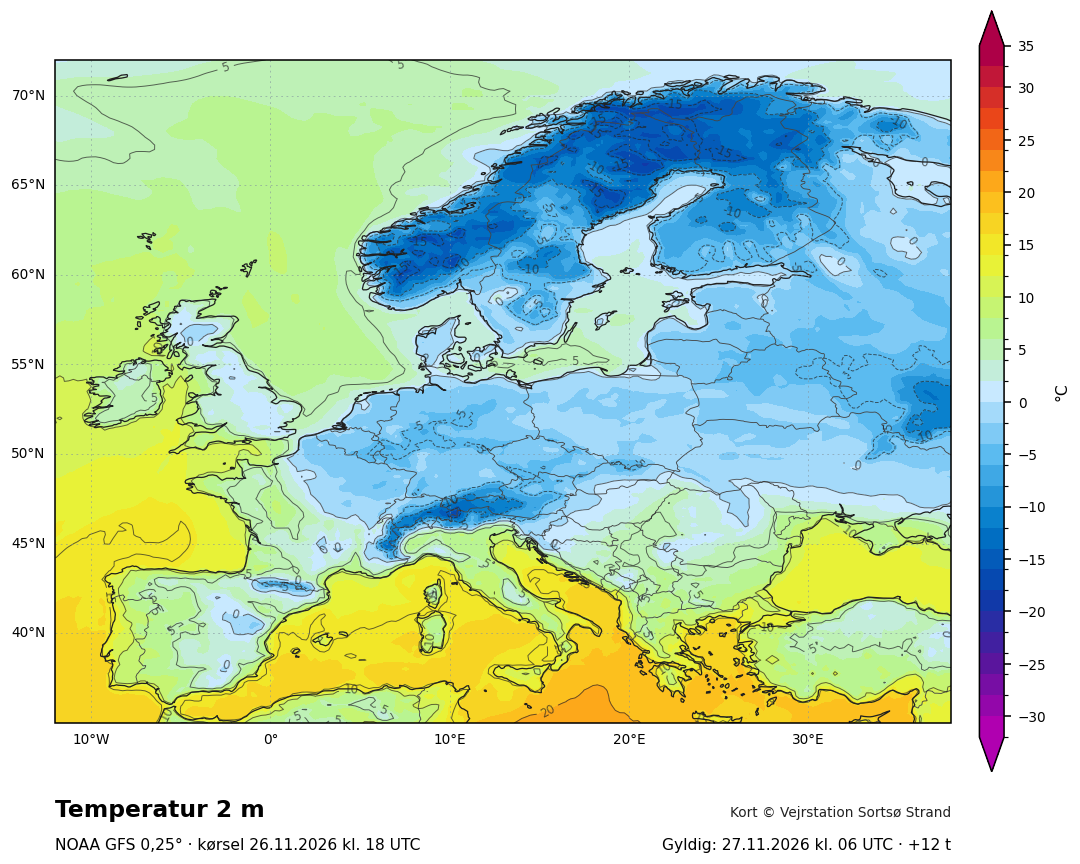 70°N
65°N
60°N
55°N
50°N
45°N
40°N
10°W
0°
10°E
20°E
30°E
35
30
25
20
15
10
5
0
−5
−10
−15
−20
−25
−30
°C
Temperatur 2 m
Kort © Vejrstation Sortsø Strand
NOAA GFS 0,25° · kørsel 26.11.2026 kl. 18 UTC
Gyldig: 27.11.2026 kl. 06 UTC · +12 t